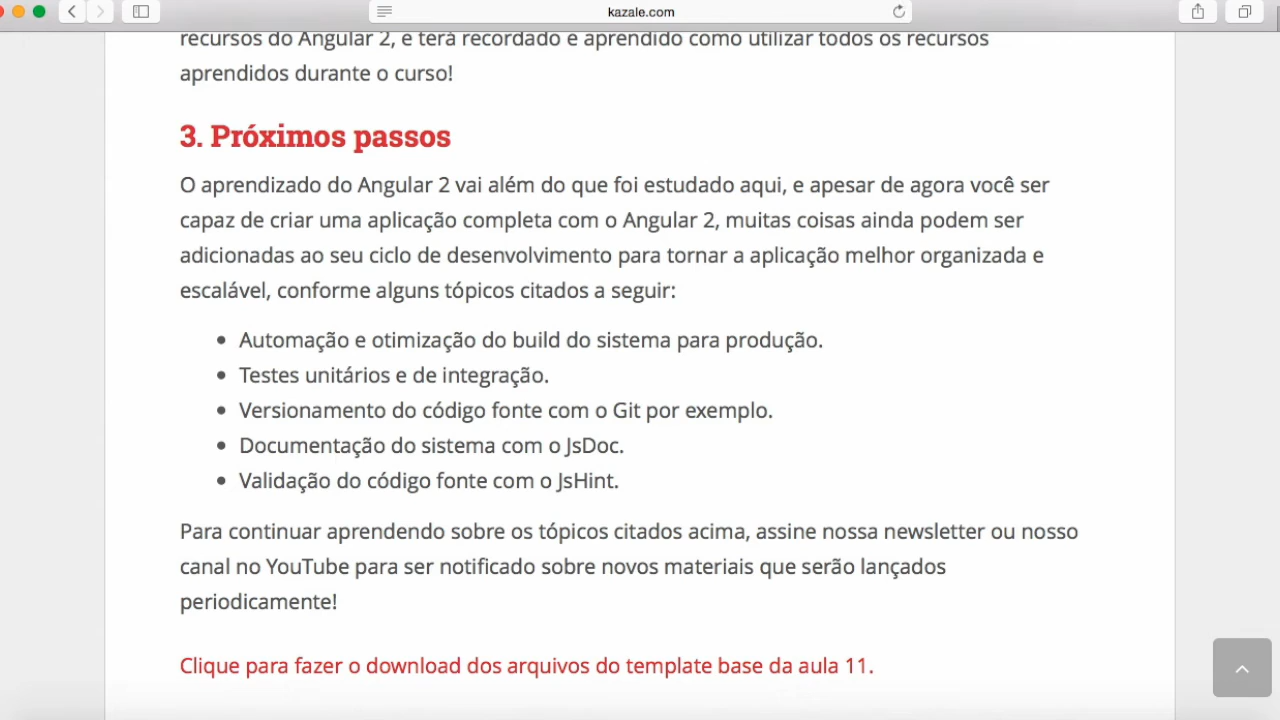 kazale.com
recursos do Angular 2, e terá recordado e aprendido como utilizar todos os recursos
aprendidos durante o curso!
3. Próximos passos
O aprendizado do Angular 2 vai além do que foi estudado aqui, e apesar de agora você ser
capaz de criar uma aplicação completa com o Angular 2, muitas coisas ainda podem ser
adicionadas ao seu ciclo de desenvolvimento para tornar a aplicação melhor organizada e
escalável, conforme alguns tópicos citados a seguir:
• Automação e otimização do build do sistema para produção.
• Testes unitários e de integração.
• Versionamento do código fonte com o Git por exemplo.
• Documentação do sistema com o JsDoc.
• Validação do código fonte com o JsHint.
Para continuar aprendendo sobre os tópicos citados acima, assine nossa newsletter ou nosso
canal no YouTube para ser notificado sobre novos materiais que serão lançados
periodicamente!
Clique para fazer o download dos arquivos do template base da aula 11.